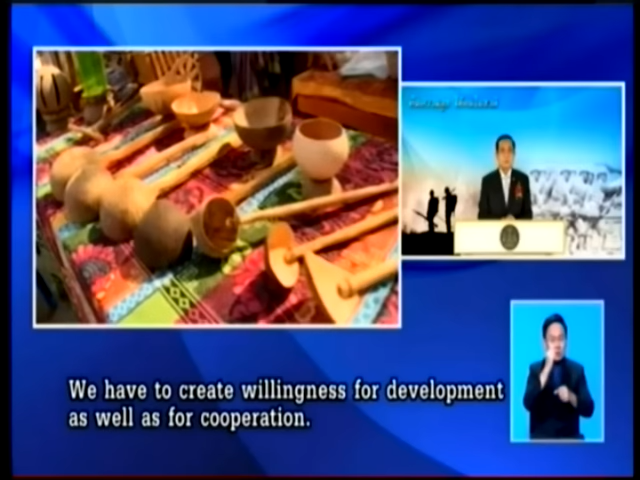 We have to create willingness for development
as well as for cooperation.